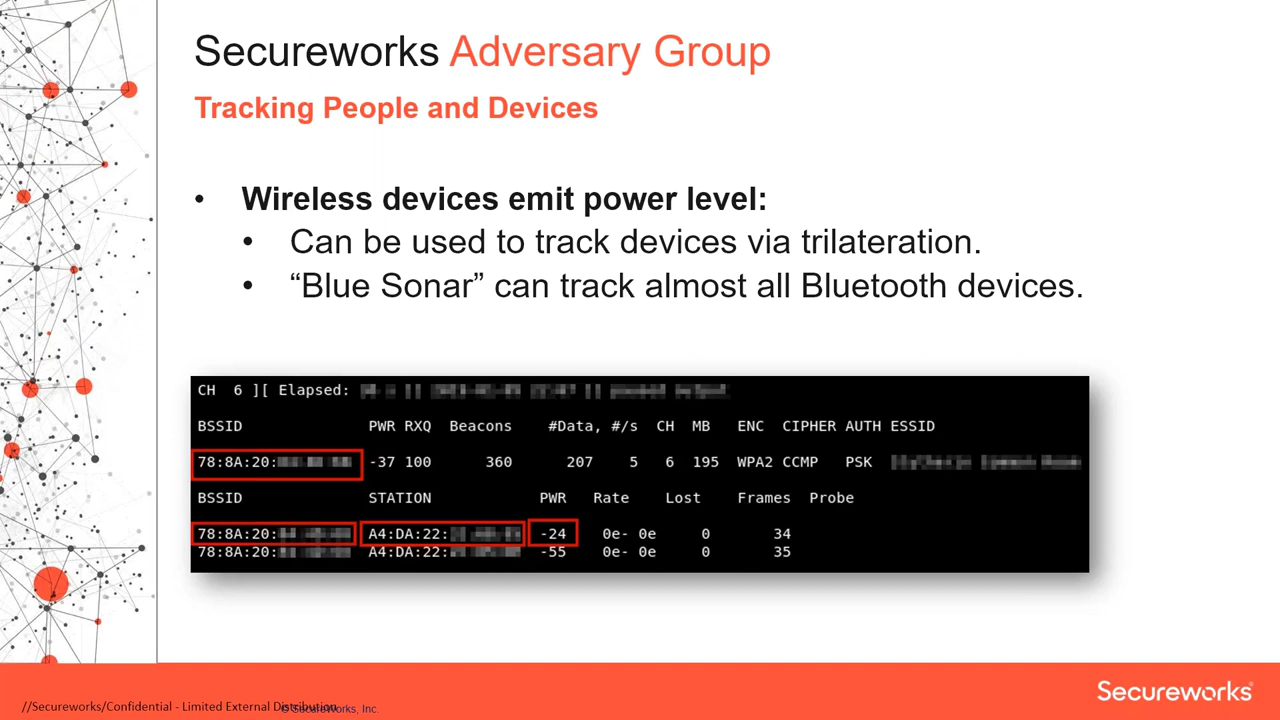 Secureworks Adversary Group
Tracking People and Devices
• Wireless devices emit power level:
• Can be used to track devices via trilateration.
• “Blue Sonar” can track almost all Bluetooth devices.
CH 6 ][ Elapsed:
BSSID PWR RXQ Beacons #Data, #/s CH MB ENC CIPHER AUTH ESSID
78:8A:20: -37 100 360 207 5 6 195 WPA2 CCMP PSK
BSSID STATION PWR Rate Lost Frames Probe
78:8A:20: A4:DA:22: -24 0e- 0e 0 34
78:8A:20: A4:DA:22: -55 0e- 0e 0 35
Secureworks
//Secureworks/Confidential - Limited External Distribution
© SecureWorks, Inc.